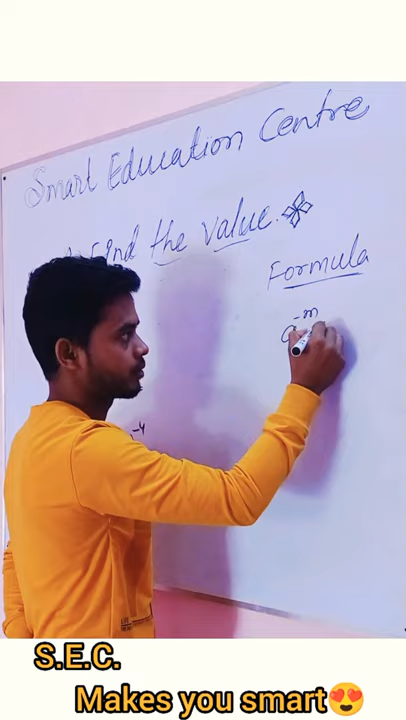 Smart Education Centre
Find the value.
Formula
a⁻ᵐ
⁻⁴
S.E.C.
Makes you smart😍